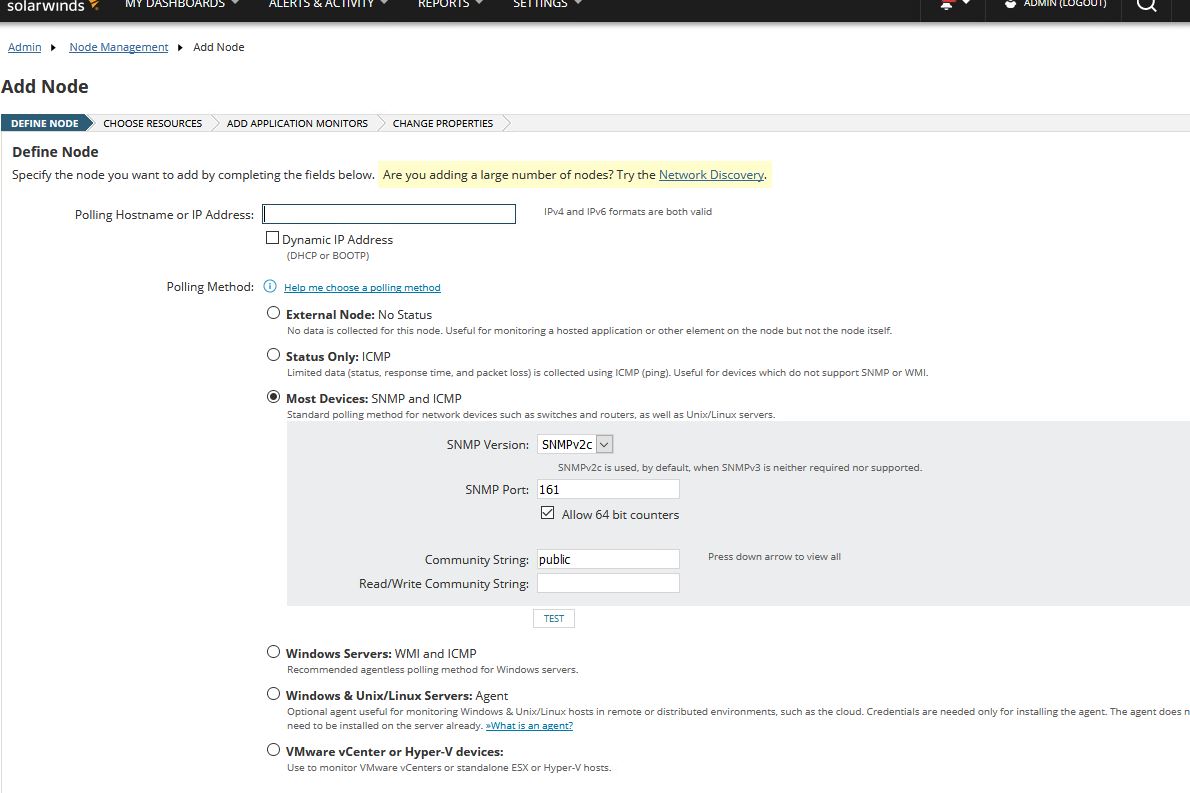 solarwinds MY DASHBOARDS ALERTS & ACTIVITY REPORTS SETTINGS ADMIN (LOGOUT)
Admin Node Management Add Node
Add Node
DEFINE NODE CHOOSE RESOURCES ADD APPLICATION MONITORS CHANGE PROPERTIES
Define Node
Specify the node you want to add by completing the fields below. Are you adding a large number of nodes? Try the Network Discovery.
Polling Hostname or IP Address: IPv4 and IPv6 formats are both valid
Dynamic IP Address
(DHCP or BOOTP)
Polling Method: Help me choose a polling method
External Node: No Status
No data is collected for this node. Useful for monitoring a hosted application or other element on the node but not the node itself.
Status Only: ICMP
Limited data (status, response time, and packet loss) is collected using ICMP (ping). Useful for devices which do not support SNMP or WMI.
Most Devices: SNMP and ICMP
Standard polling method for network devices such as switches and routers, as well as Unix/Linux servers.
SNMP Version: SNMPv2c
SNMPv2c is used, by default, when SNMPv3 is neither required nor supported.
SNMP Port: 161
Allow 64 bit counters
Community String: public Press down arrow to view all
Read/Write Community String:
TEST
Windows Servers: WMI and ICMP
Recommended agentless polling method for Windows servers.
Windows & Unix/Linux Servers: Agent
Optional agent useful for monitoring Windows & Unix/Linux hosts in remote or distributed environments, such as the cloud. Credentials are needed only for installing the agent. The agent does n
need to be installed on the server already. »What is an agent?
VMware vCenter or Hyper-V devices:
Use to monitor VMware vCenters or standalone ESX or Hyper-V hosts.